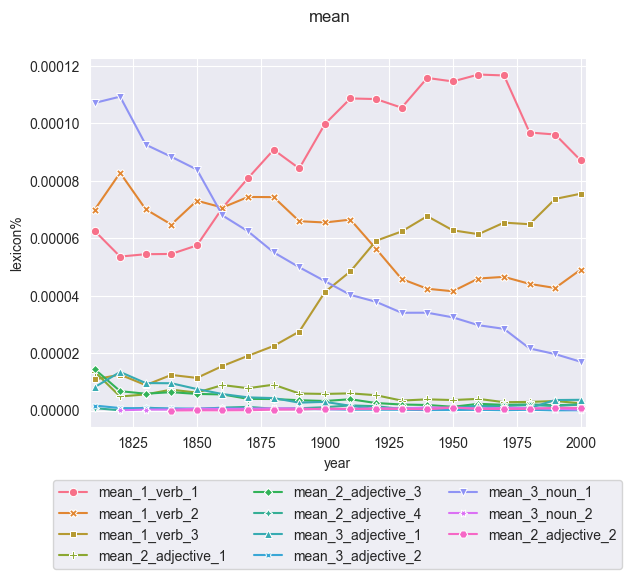 mean
0.00012
0.00010
0.00008
0.00006
0.00004
0.00002
0.00000
lexicon%
1825 1850 1875 1900 1925 1950 1975 2000
year
mean_1_verb_1 mean_2_adjective_3 mean_3_noun_1
mean_1_verb_2 mean_2_adjective_4 mean_3_noun_2
mean_1_verb_3 mean_3_adjective_1 mean_2_adjective_2
mean_2_adjective_1 mean_3_adjective_2